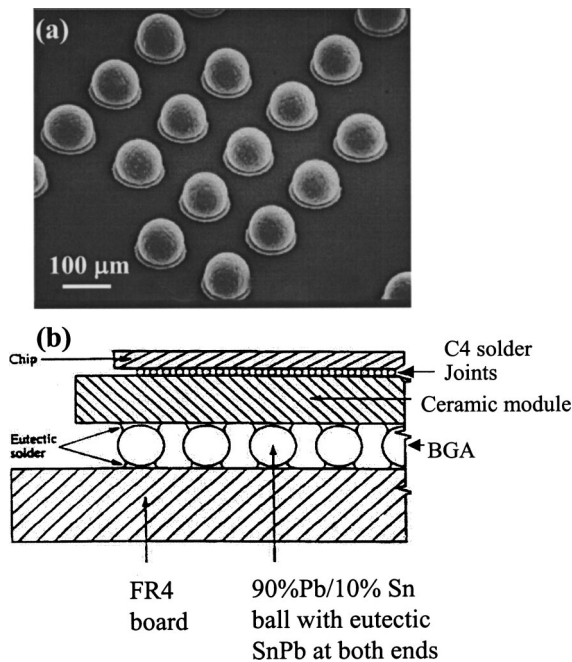 (a)
100 μm
(b)
Chip
C4 solder
Joints
Ceramic module
Eutectic
solder
BGA
FR4
board
90%Pb/10% Sn
ball with eutectic
SnPb at both ends